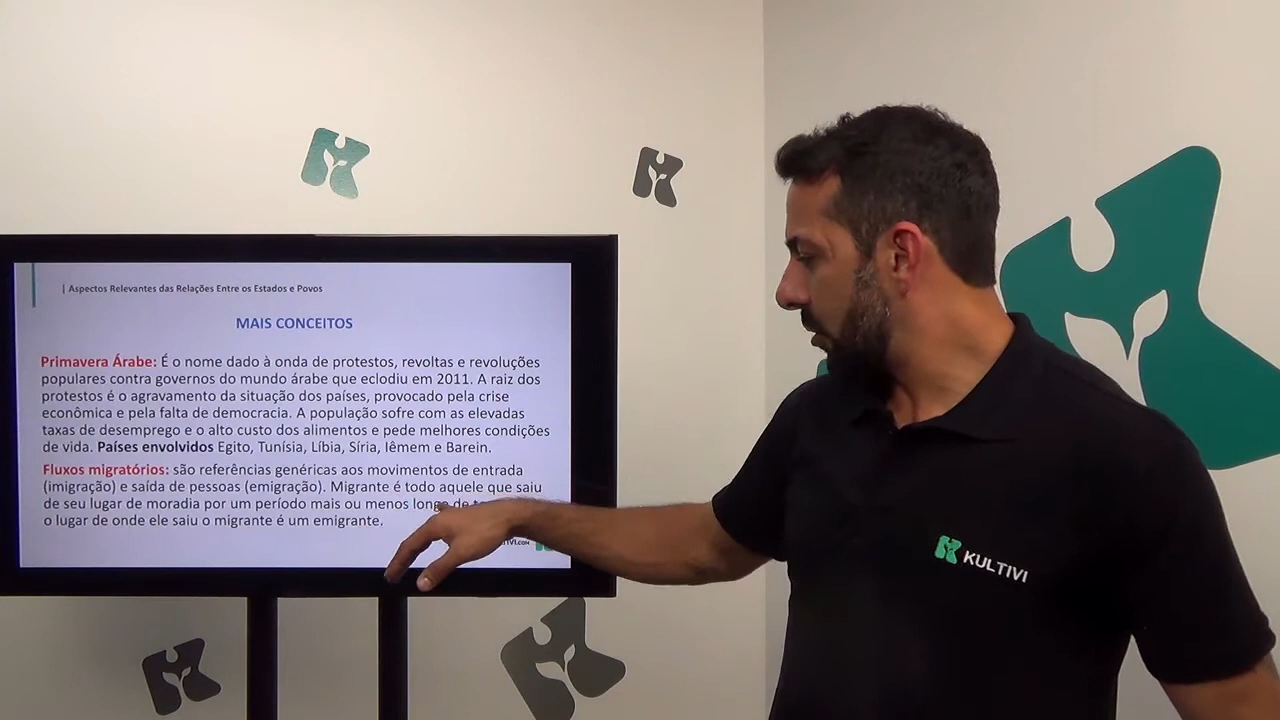 | Aspectos Relevantes das Relações Entre os Estados e Povos
MAIS CONCEITOS
Primavera Árabe: É o nome dado à onda de protestos, revoltas e revoluções
populares contra governos do mundo árabe que eclodiu em 2011. A raiz dos
protestos é o agravamento da situação dos países, provocado pela crise
econômica e pela falta de democracia. A população sofre com as elevadas
taxas de desemprego e o alto custo dos alimentos e pede melhores condições
de vida. Países envolvidos Egito, Tunísia, Líbia, Síria, Iêmem e Barein.
Fluxos migratórios: são referências genéricas aos movimentos de entrada
(imigração) e saída de pessoas (emigração). Migrante é todo aquele que saiu
de seu lugar de moradia por um período mais ou menos longo de
o lugar de onde ele saiu o migrante é um emigrante.
KULTIVI